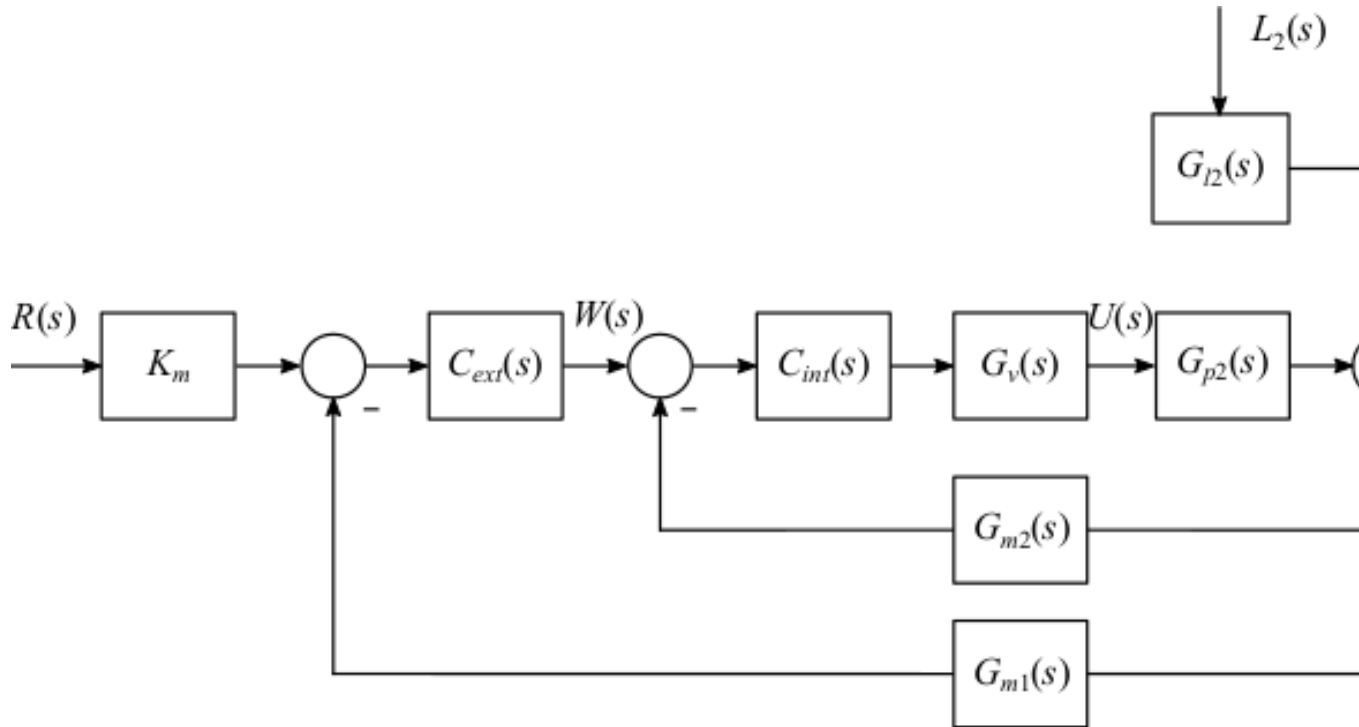 L2(s)
Gl2(s)
R(s)
Km
Cext(s)
W(s)
Cint(s)
Gv(s)
U(s)
Gp2(s)
−
−
Gm2(s)
Gm1(s)